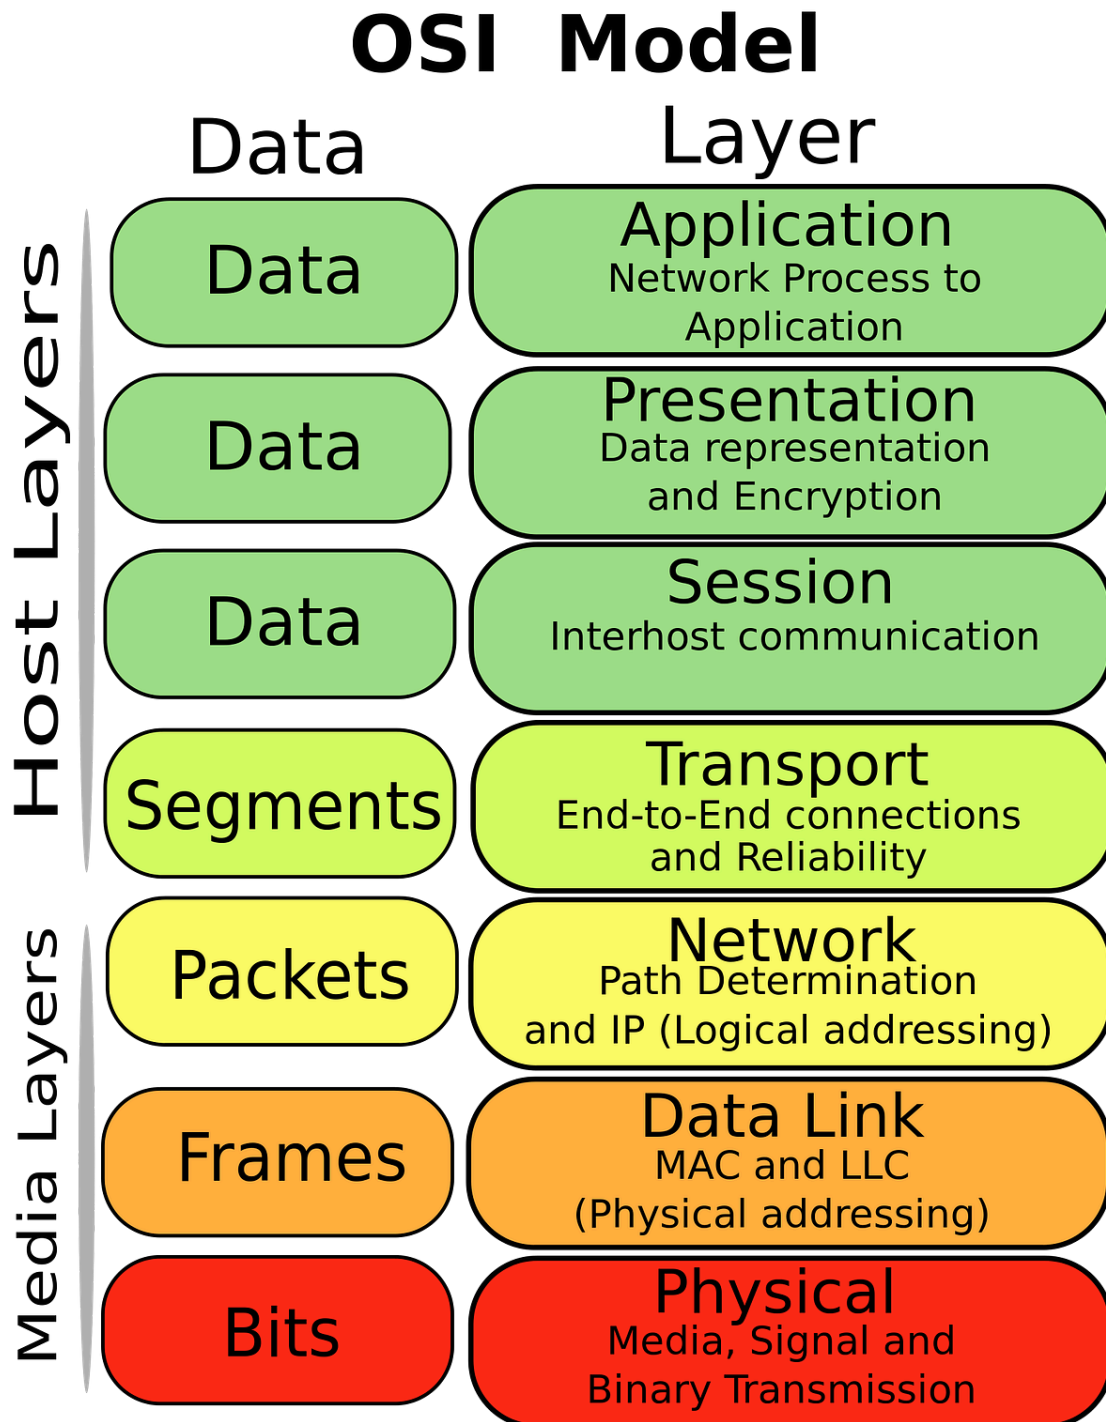 OSI Model
Data
Layer
Host Layers
Data
Application
Network Process to
Application
Data
Presentation
Data representation
and Encryption
Data
Session
Interhost communication
Segments
Transport
End-to-End connections
and Reliability
Media Layers
Packets
Network
Path Determination
and IP (Logical addressing)
Frames
Data Link
MAC and LLC
(Physical addressing)
Bits
Physical
Media, Signal and
Binary Transmission